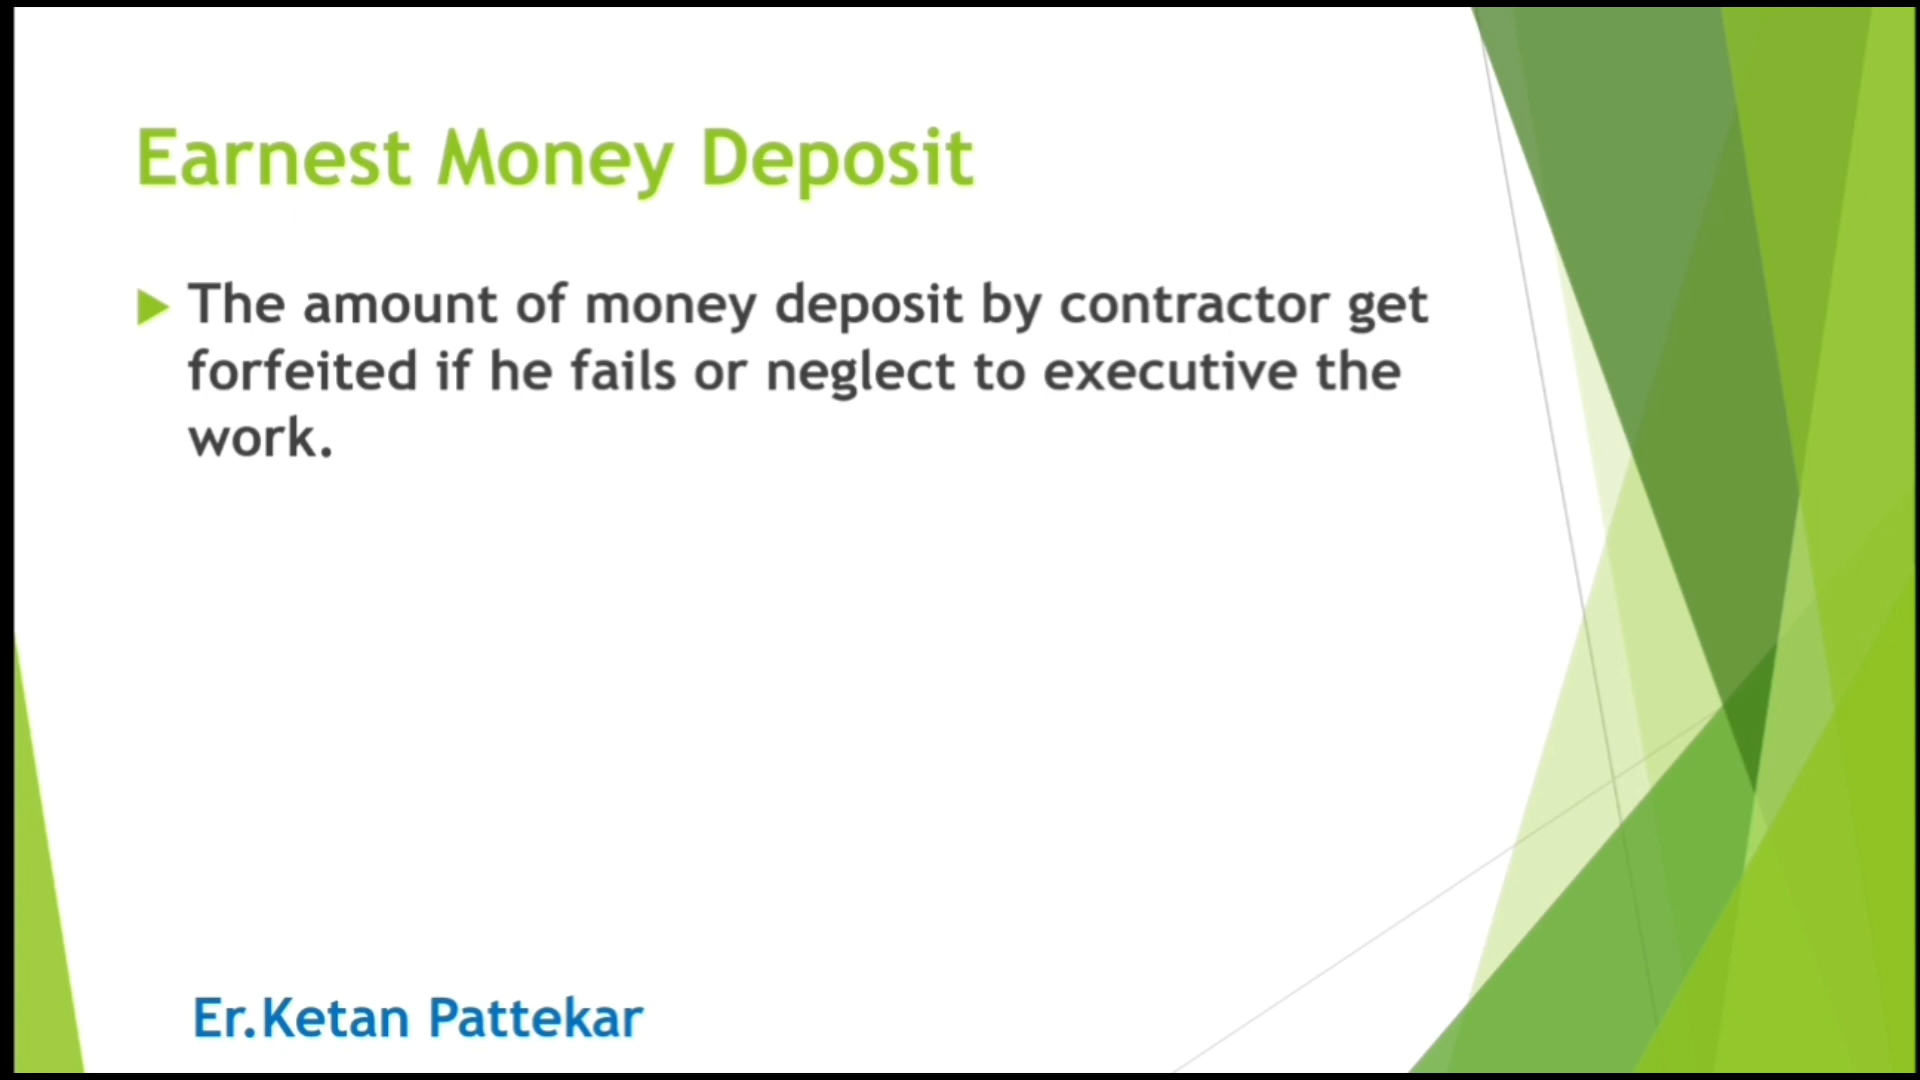 Earnest Money Deposit
The amount of money deposit by contractor get
forfeited if he fails or neglect to executive the
work.
Er.Ketan Pattekar